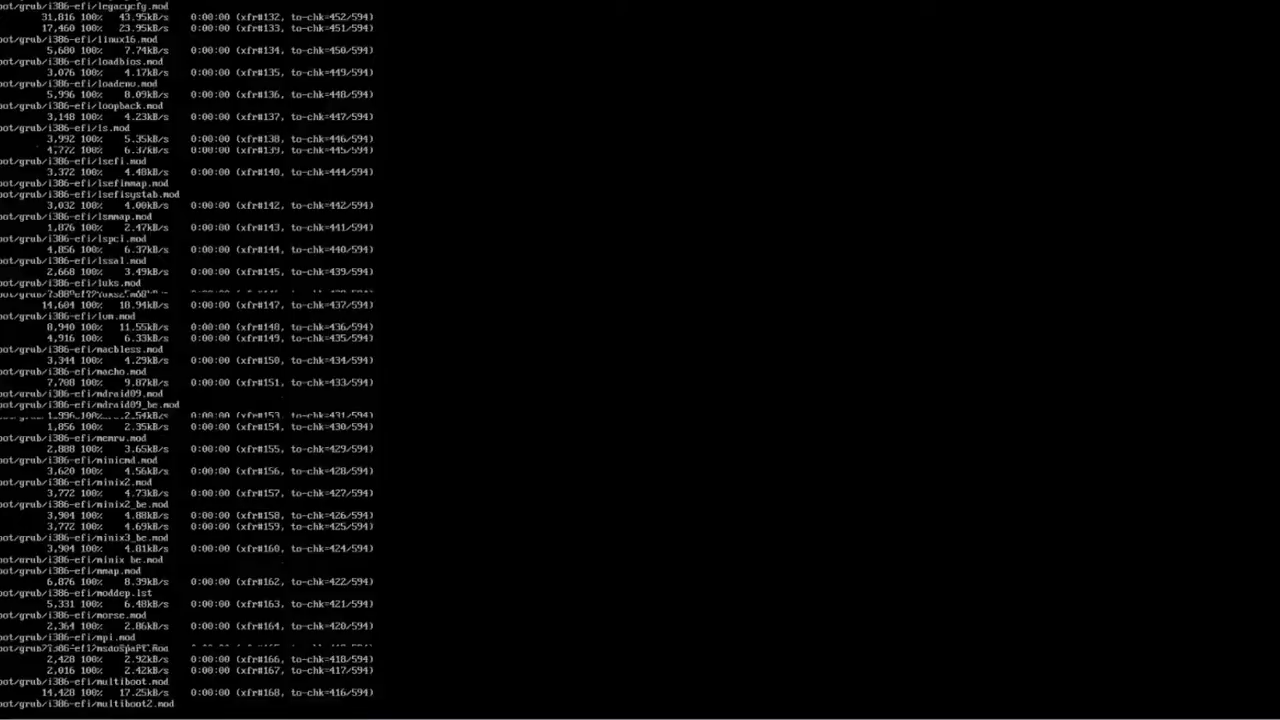 oot/grub/i386-efi/legacycfg.mod
31,816 100% 43.95kB/s 0:00:00 (xfr#132, to-chk=452/594)
17,460 100% 23.95kB/s 0:00:00 (xfr#133, to-chk=451/594)
oot/grub/i386-efi/linux16.mod
5,680 100% 7.74kB/s 0:00:00 (xfr#134, to-chk=450/594)
oot/grub/i386-efi/loadbios.mod
3,076 100% 4.17kB/s 0:00:00 (xfr#135, to-chk=449/594)
oot/grub/i386-efi/loadenv.mod
5,996 100% 8.09kB/s 0:00:00 (xfr#136, to-chk=448/594)
oot/grub/i386-efi/loopback.mod
3,148 100% 4.23kB/s 0:00:00 (xfr#137, to-chk=447/594)
oot/grub/i386-efi/ls.mod
3,992 100% 5.35kB/s 0:00:00 (xfr#138, to-chk=446/594)
4,772 100% 6.37kB/s 0:00:00 (xfr#139, to-chk=445/594)
oot/grub/i386-efi/lsefi.mod
3,372 100% 4.48kB/s 0:00:00 (xfr#140, to-chk=444/594)
oot/grub/i386-efi/lsefimmap.mod
oot/grub/i386-efi/lsefisystab.mod
3,032 100% 4.00kB/s 0:00:00 (xfr#142, to-chk=442/594)
oot/grub/i386-efi/lsmmap.mod
1,876 100% 2.47kB/s 0:00:00 (xfr#143, to-chk=441/594)
oot/grub/i386-efi/lspci.mod
4,856 100% 6.37kB/s 0:00:00 (xfr#144, to-chk=440/594)
oot/grub/i386-efi/lssal.mod
2,668 100% 3.49kB/s 0:00:00 (xfr#145, to-chk=439/594)
oot/grub/i386-efi/luks.mod
14,604 100% 18.94kB/s 0:00:00 (xfr#147, to-chk=437/594)
oot/grub/i386-efi/lvm.mod
8,940 100% 11.55kB/s 0:00:00 (xfr#148, to-chk=436/594)
4,916 100% 6.33kB/s 0:00:00 (xfr#149, to-chk=435/594)
oot/grub/i386-efi/macbless.mod
3,344 100% 4.29kB/s 0:00:00 (xfr#150, to-chk=434/594)
oot/grub/i386-efi/macho.mod
7,708 100% 9.87kB/s 0:00:00 (xfr#151, to-chk=433/594)
oot/grub/i386-efi/mdraid09.mod
oot/grub/i386-efi/mdraid09_be.mod
1,996 100% 2.54kB/s 0:00:00 (xfr#153, to-chk=431/594)
1,856 100% 2.35kB/s 0:00:00 (xfr#154, to-chk=430/594)
oot/grub/i386-efi/memrw.mod
2,888 100% 3.65kB/s 0:00:00 (xfr#155, to-chk=429/594)
oot/grub/i386-efi/minicmd.mod
3,620 100% 4.56kB/s 0:00:00 (xfr#156, to-chk=428/594)
oot/grub/i386-efi/minix2.mod
3,772 100% 4.73kB/s 0:00:00 (xfr#157, to-chk=427/594)
oot/grub/i386-efi/minix2_be.mod
3,904 100% 4.88kB/s 0:00:00 (xfr#158, to-chk=426/594)
3,772 100% 4.69kB/s 0:00:00 (xfr#159, to-chk=425/594)
oot/grub/i386-efi/minix3_be.mod
3,904 100% 4.81kB/s 0:00:00 (xfr#160, to-chk=424/594)
oot/grub/i386-efi/minix_be.mod
oot/grub/i386-efi/mmap.mod
6,876 100% 8.39kB/s 0:00:00 (xfr#162, to-chk=422/594)
oot/grub/i386-efi/moddep.lst
5,331 100% 6.48kB/s 0:00:00 (xfr#163, to-chk=421/594)
oot/grub/i386-efi/morse.mod
2,364 100% 2.86kB/s 0:00:00 (xfr#164, to-chk=420/594)
oot/grub/i386-efi/mpi.mod
2,428 100% 2.92kB/s 0:00:00 (xfr#166, to-chk=418/594)
2,016 100% 2.42kB/s 0:00:00 (xfr#167, to-chk=417/594)
oot/grub/i386-efi/multiboot.mod
14,428 100% 17.25kB/s 0:00:00 (xfr#168, to-chk=416/594)
oot/grub/i386-efi/multiboot2.mod